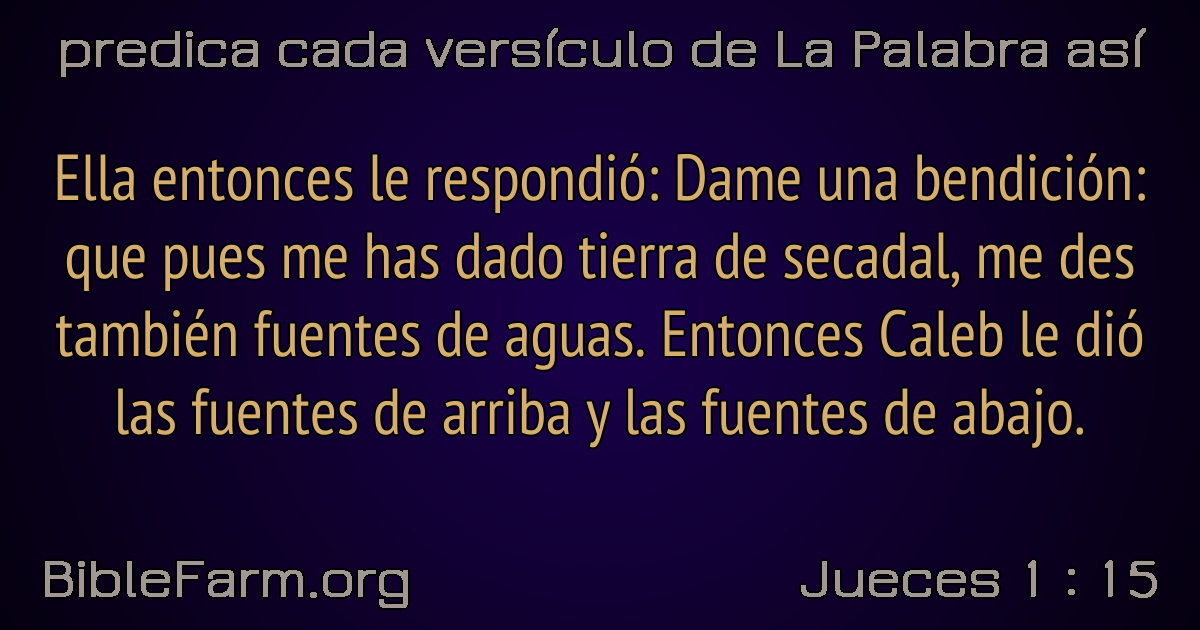 predica cada versículo de La Palabra así
Ella entonces le respondió: Dame una bendición:
que pues me has dado tierra de secadal, me des
también fuentes de aguas. Entonces Caleb le dió
las fuentes de arriba y las fuentes de abajo.
BibleFarm.org
Jueces 1 : 15